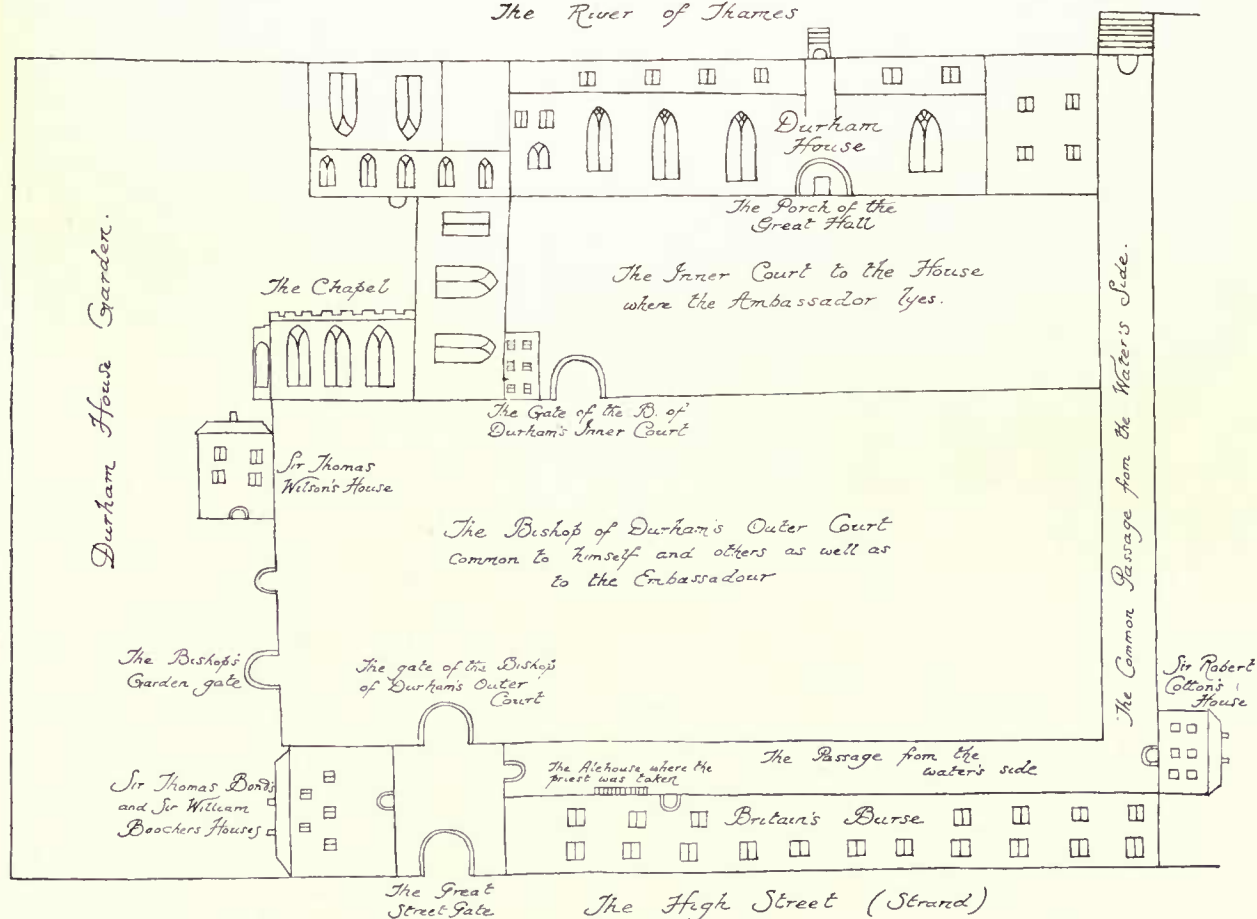 The River of Thames
Durham
House
The Porch of the
Great Hall
The Inner Court to the House
where the Ambassador lyes.
The Chapel
Durham House Garden.
The Gate of the B. of
Durham's Inner Court
Sir Thomas
Wilson's House
The Bishop of Durham's Outer Court
common to himself and others as well as
to the Embassadour
The Common Passage from the Water's Side.
The Bishop's
Garden gate
The gate of the Bishop
of Durham's Outer
Court
Sir Robert
Cotton's
House
The Alehouse where the
priest was taken
The Passage from the
water's side
Sir Thomas Bond's
and Sir William
Boochers Houses
Britain's Burse
The Great
Street Gate
The High Street (Strand)